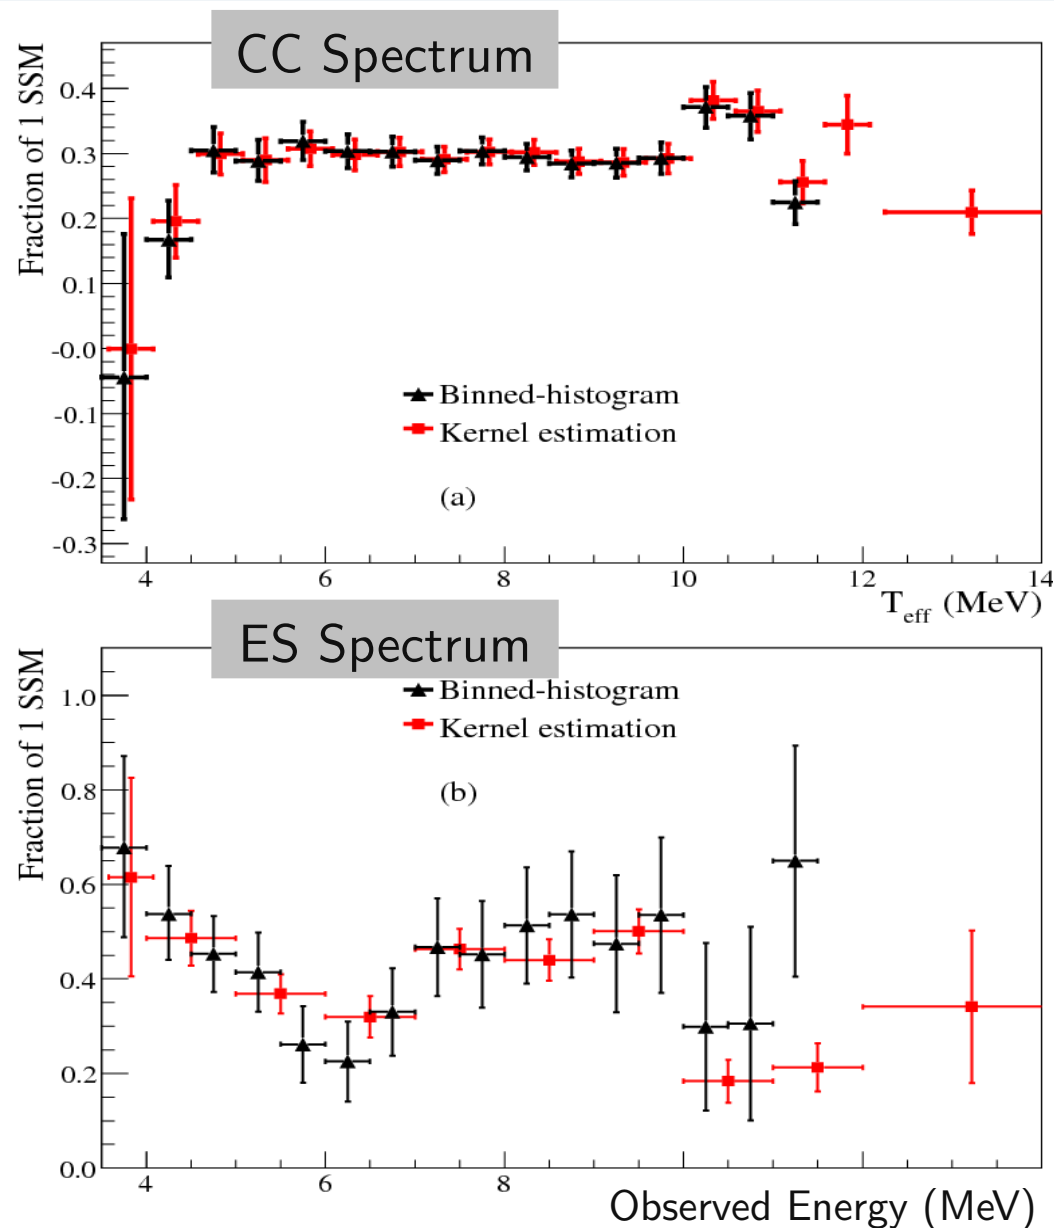 CC Spectrum
Fraction of 1 SSM
0.4
0.3
0.2
0.1
-0.0
-0.1
-0.2
-0.3
Binned-histogram
Kernel estimation
(a)
4 6 8 10 12 14
T_eff (MeV)
ES Spectrum
Fraction of 1 SSM
1.0
0.8
0.6
0.4
0.2
0.0
Binned-histogram
Kernel estimation
(b)
4 6 8
Observed Energy (MeV)